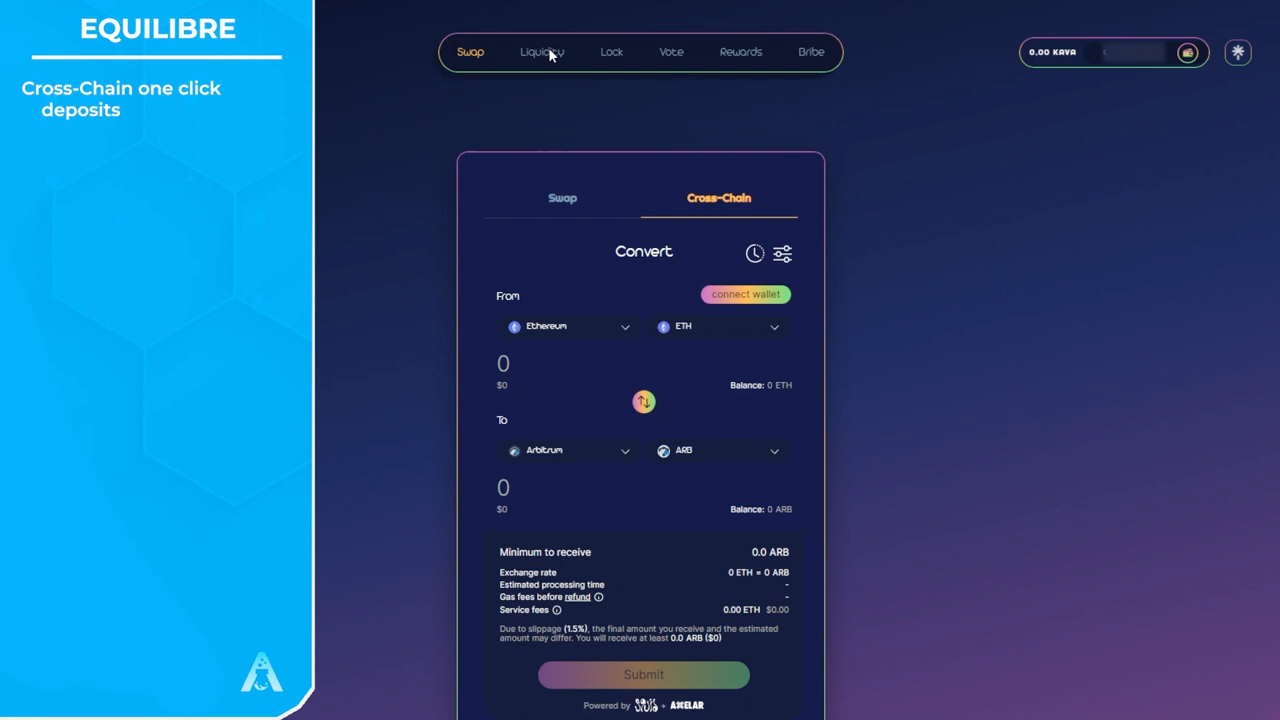 EQUILIBRE
Cross-Chain one click
deposits
Swap Liquidity Lock Vote Rewards Bribe
0.00 KAVA
Swap Cross-Chain
Convert
From connect wallet
Ethereum ETH
0
$0 Balance: 0 ETH
To
Arbitrum ARB
0
$0 Balance: 0 ARB
Minimum to receive 0.0 ARB
Exchange rate 0 ETH = 0 ARB
Estimated processing time -
Gas fees before refund -
Service fees 0.00 ETH $0.00
Due to slippage (1.5%), the final amount you receive and the estimated
amount may differ. You will receive at least 0.0 ARB ($0)
Submit
Powered by + AXELAR